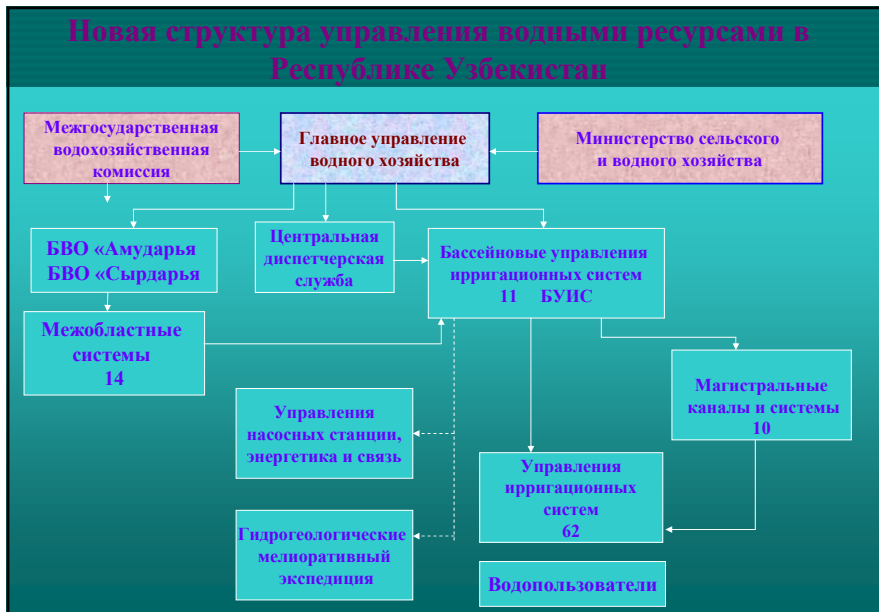 Новая структура управления водными ресурсами в
Республике Узбекистан
Межгосударственная
водохозяйственная
комиссия
Главное управление
водного хозяйства
Министерство сельского
и водного хозяйства
БВО «Амударья
БВО «Сырдарья
Центральная
диспетчерская
служба
Бассейновые управления
ирригационных систем
11 БУИС
Межобластные
системы
14
Магистральные
каналы и системы
10
Управления
насосных станции,
энергетика и связь
Управления
ирригационных
систем
62
Гидрогеологические
мелиоративный
экспедиция
Водопользователи